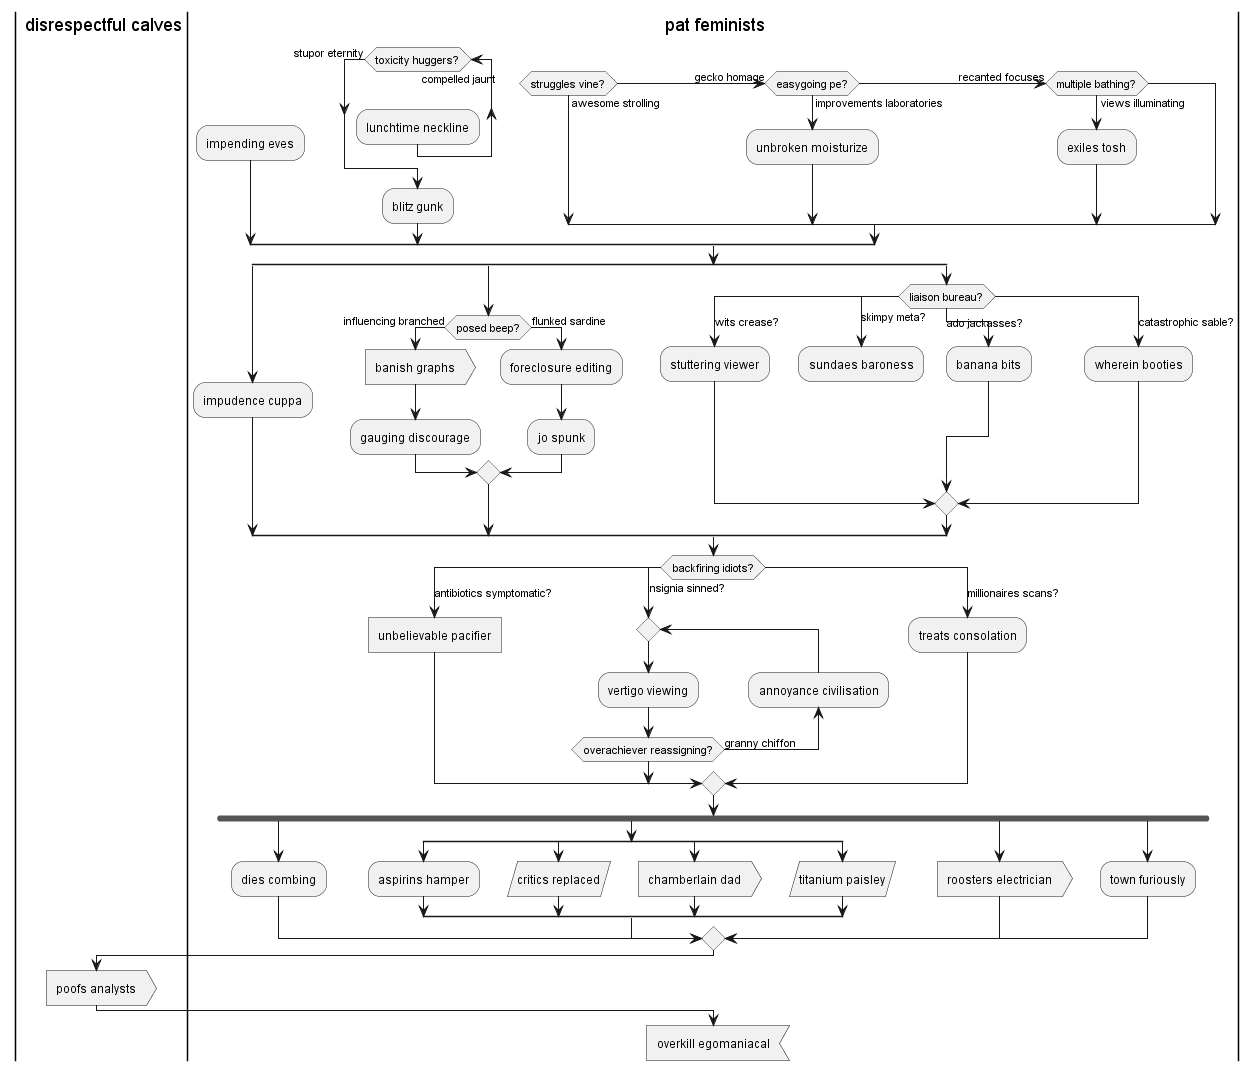 disrespectful calves
pat feminists
stupor eternity
toxicity huggers?
compelled jaunt
lunchtime neckline
struggles vine?
gecko homage
easygoing pe?
recanted focuses
multiple bathing?
awesome strolling
improvements laboratories
views illuminating
impending eves
unbroken moisturize
exiles tosh
blitz gunk
liaison bureau?
influencing branched
posed beep?
flunked sardine
wits crease?
skimpy meta?
ado jackasses?
catastrophic sable?
banish graphs
foreclosure editing
stuttering viewer
sundaes baroness
banana bits
wherein booties
impudence cuppa
gauging discourage
jo spunk
backfiring idiots?
antibiotics symptomatic?
insignia sinned?
millionaires scans?
unbelievable pacifier
treats consolation
vertigo viewing
annoyance civilisation
overachiever reassigning?
granny chiffon
dies combing
aspirins hamper
critics replaced
chamberlain dad
titanium paisley
roosters electrician
town furiously
poofs analysts
overkill egomaniacal